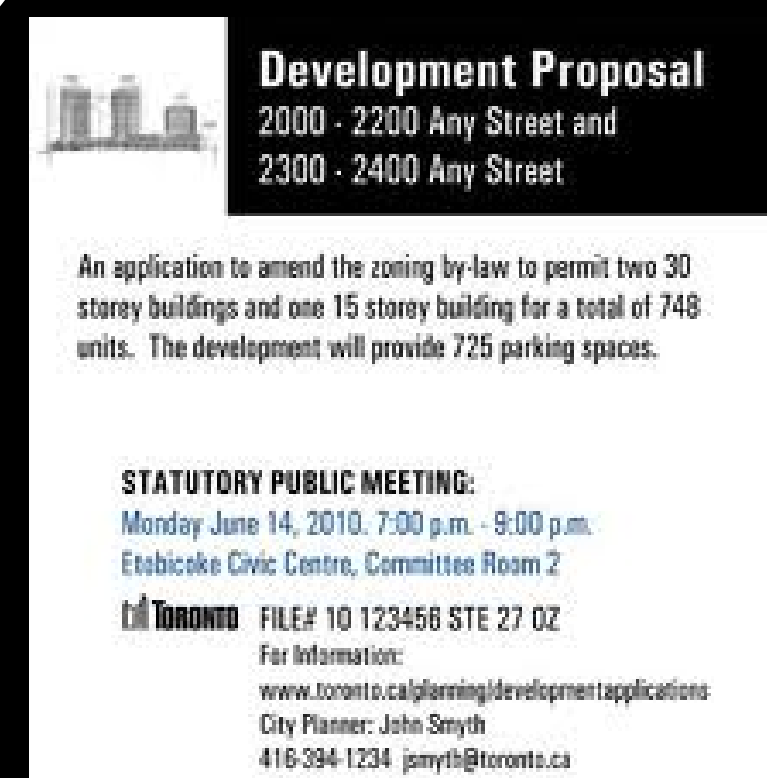 Development Proposal
2000 - 2200 Any Street and
2300 - 2400 Any Street
An application to amend the zoning by-law to permit two 30
storey buildings and one 15 storey building for a total of 748
units. The development will provide 725 parking spaces.
STATUTORY PUBLIC MEETING:
Monday June 14, 2010. 7:00 p.m. - 9:00 p.m.
Etobicoke Civic Centre, Committee Room 2
TORONTO FILE# 10 123456 STE 27 OZ
For Information:
www.toronto.ca/planning/developmentapplications
City Planner: John Smyth
416-394-1234 jsmyth@toronto.ca